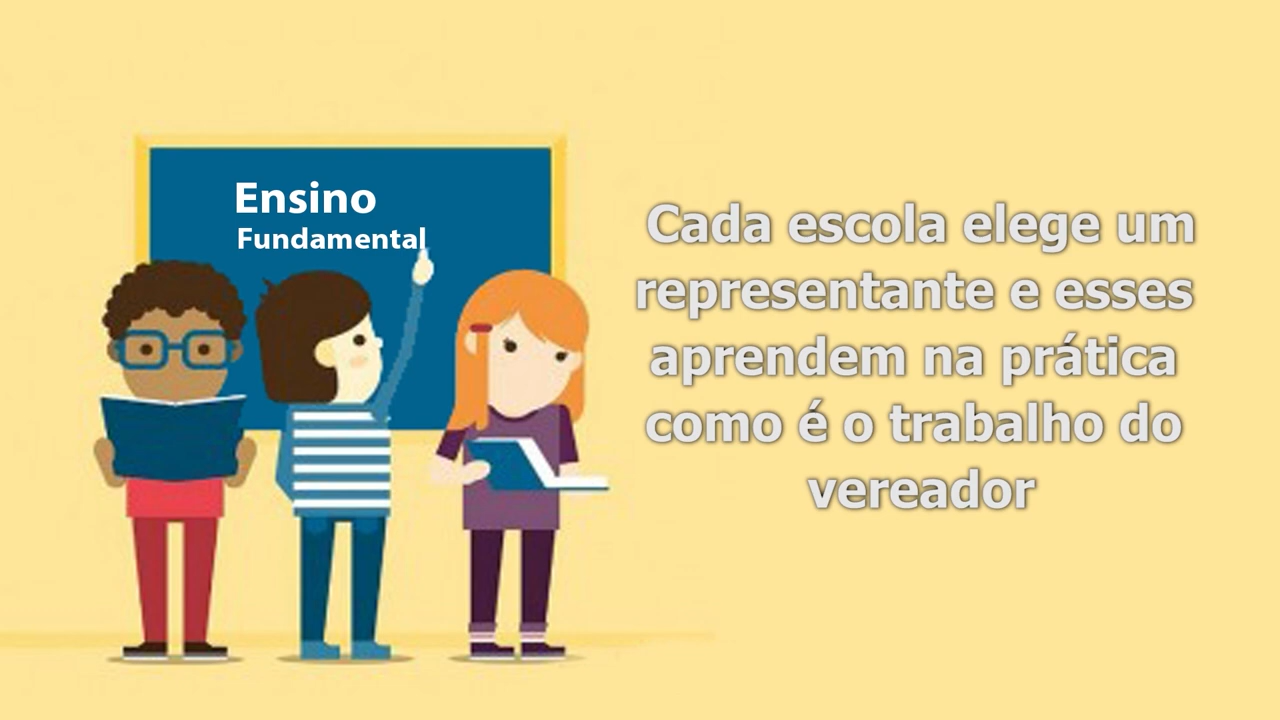 Ensino
Fundamental
Cada escola elege um
representante e esses
aprendem na prática
como é o trabalho do
vereador